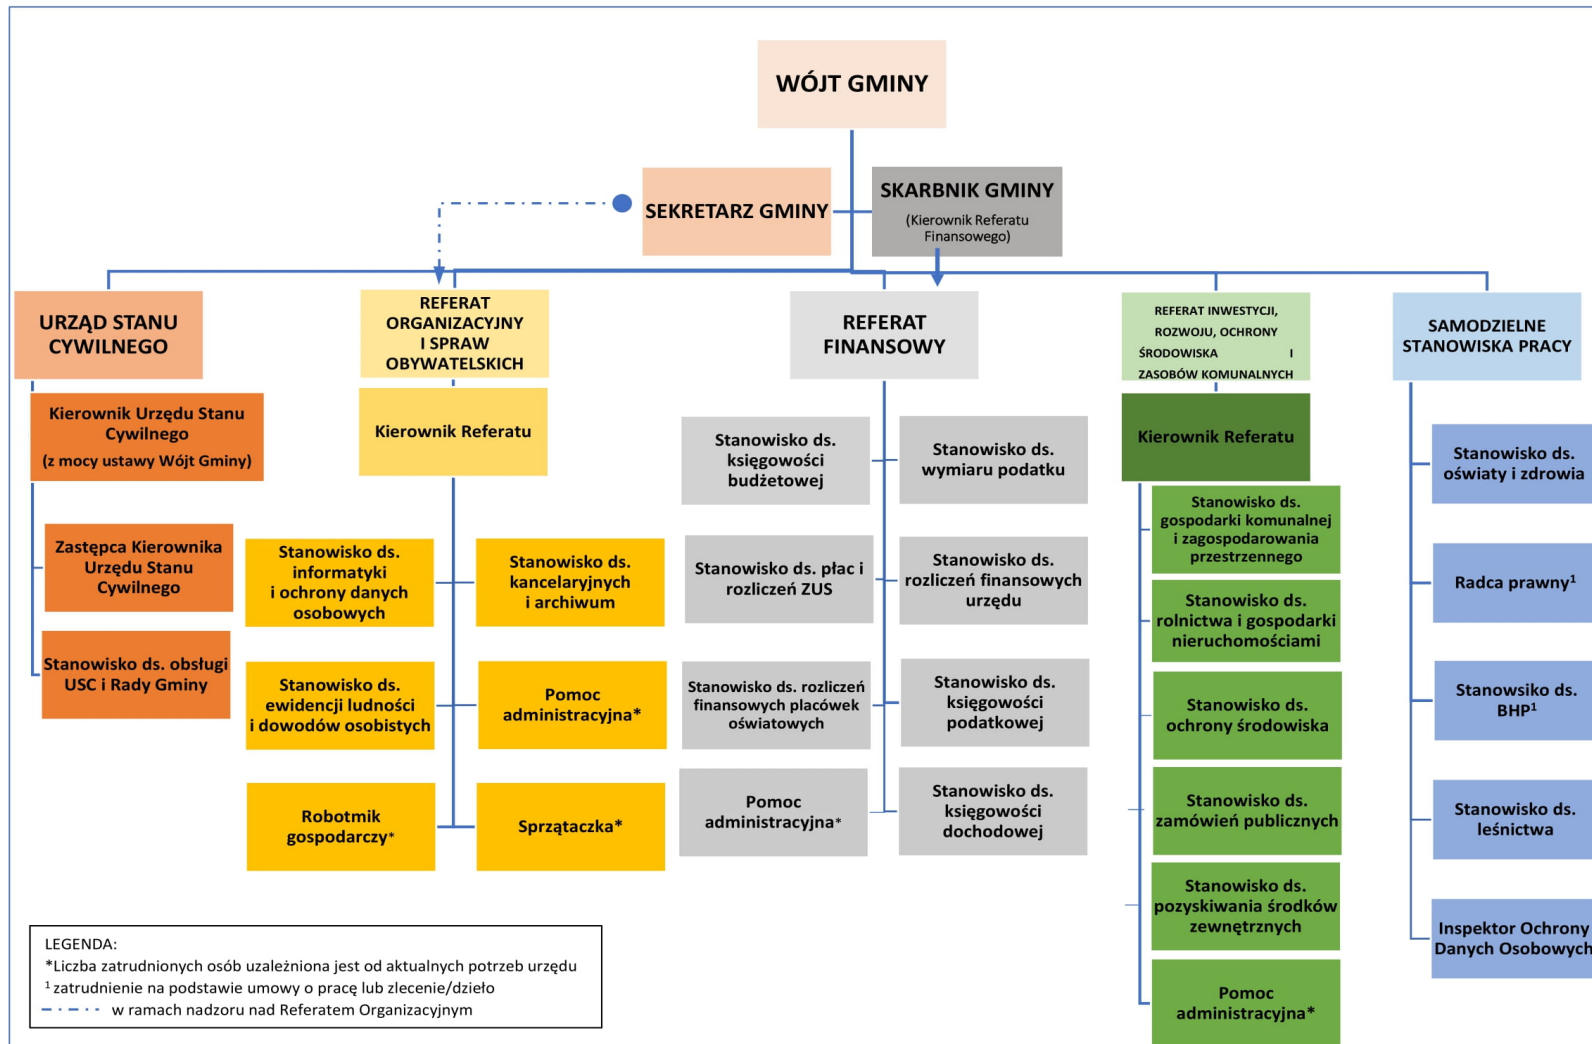 WÓJT GMINY
SEKRETARZ GMINY
SKARBNIK GMINY
(Kierownik Referatu
Finansowego)
URZĄD STANU
CYWILNEGO
Kierownik Urzędu Stanu
Cywilnego
(z mocy ustawy Wójt Gminy)
Zastępca Kierownika
Urzędu Stanu
Cywilnego
Stanowisko ds. obsługi
USC i Rady Gminy
REFERAT
ORGANIZACYJNY
I SPRAW
OBYWATELSKICH
Kierownik Referatu
Stanowisko ds.
informatyki
i ochrony danych
osobowych
Stanowisko ds.
kancelaryjnych
i archiwum
Stanowisko ds.
ewidencji ludności
i dowodów osobistych
Pomoc
administracyjna*
Robotmik
gospodarczy*
Sprzątaczka*
REFERAT
FINANSOWY
Stanowisko ds.
księgowości
budżetowej
Stanowisko ds.
wymiaru podatku
Stanowisko ds. płac i
rozliczeń ZUS
Stanowisko ds.
rozliczeń finansowych
urzędu
Stanowisko ds. rozliczeń
finansowych placówek
oświatowych
Stanowisko ds.
księgowości
podatkowej
Pomoc
administracyjna*
Stanowisko ds.
księgowości
dochodowej
REFERAT INWESTYCJI,
ROZWOJU, OCHRONY
ŚRODOWISKA I
ZASOBÓW KOMUNALNYCH
Kierownik Referatu
Stanowisko ds.
gospodarki komunalnej
i zagospodarowania
przestrzennego
Stanowisko ds.
rolnictwa i gospodarki
nieruchomościami
Stanowisko ds.
ochrony środowiska
Stanowisko ds.
zamówień publicznych
Stanowisko ds.
pozyskiwania środków
zewnętrznych
Pomoc
administracyjna*
SAMODZIELNE
STANOWISKA PRACY
Stanowisko ds.
oświaty i zdrowia
Radca prawny¹
Stanowsiko ds.
BHP¹
Stanowisko ds.
leśnictwa
Inspektor Ochrony
Danych Osobowych
LEGENDA:
*Liczba zatrudnionych osób uzależniona jest od aktualnych potrzeb urzędu
¹ zatrudnienie na podstawie umowy o pracę lub zlecenie/dzieło
w ramach nadzoru nad Referatem Organizacyjnym